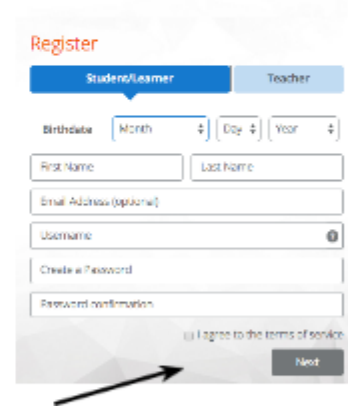 Register
Student/Learner Teacher
Birthdate Month Day Year
First Name Last Name
Email Address (optional)
Username
Create a Password
Password confirmation
I agree to the terms of service
Next